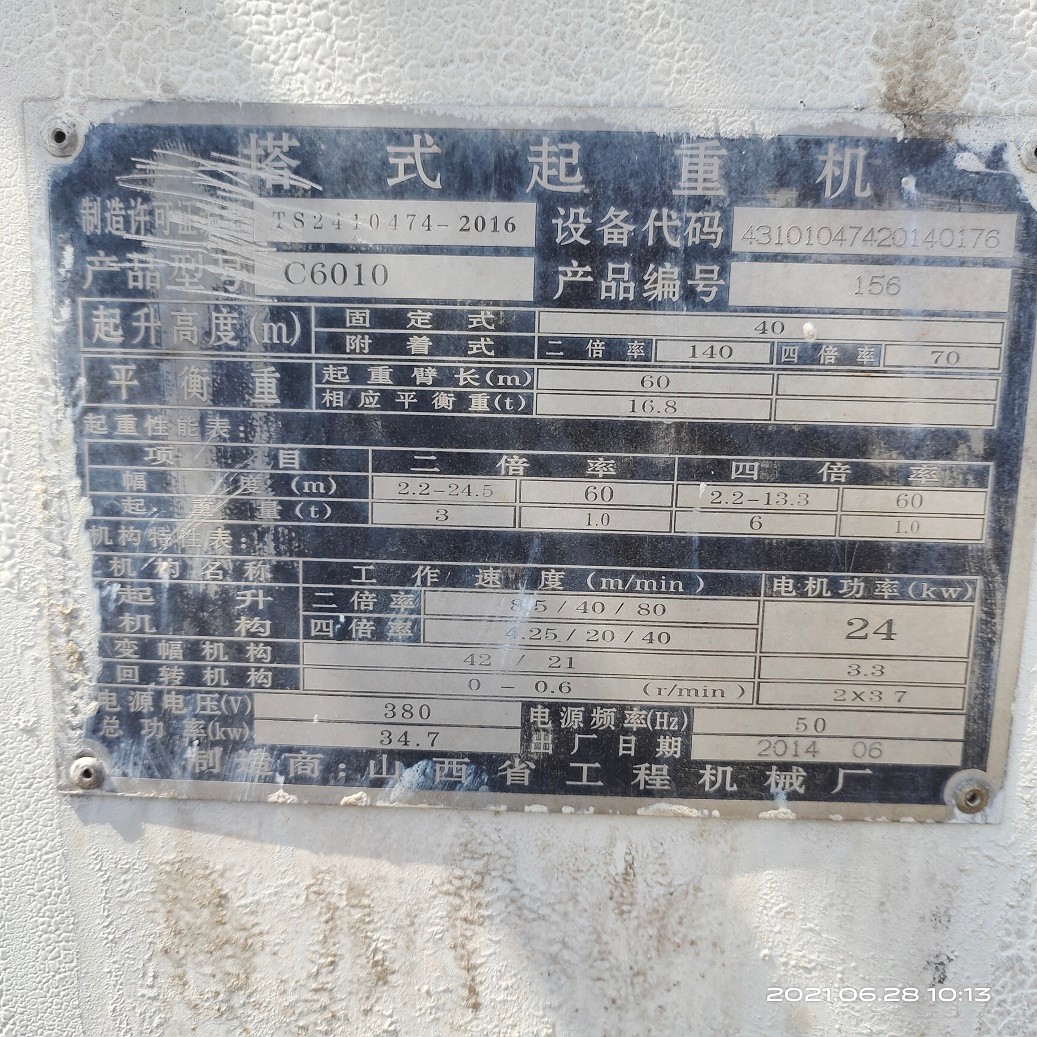 塔式起重机
制造许可证 TS2410474-2016 设备代码 43101047420140176
产品型号 C6010 产品编号 156
起升高度(m) 固定式 40
附着式 二倍率 140 四倍率 70
平衡重 起重臂长(m) 60
相应平衡重(t) 16.8
起重性能表:
项目 二倍率 四倍率
幅度(m) 2.2-24.5 60 2.2-13.3 60
起重量(t) 3 1.0 6 1.0
机构特性表:
机构名称 工作速度(m/min) 电机功率(kw)
起升机构 二倍率 8.5/40/80 24
四倍率 4.25/20/40
变幅机构 42/21 3.3
回转机构 0-0.6 (r/min) 2×3.7
电源电压(V) 380 电源频率(Hz) 50
总功率(kw) 34.7 出厂日期 2014 06
制造商:山西省工程机械厂
2021.06.28 10:13